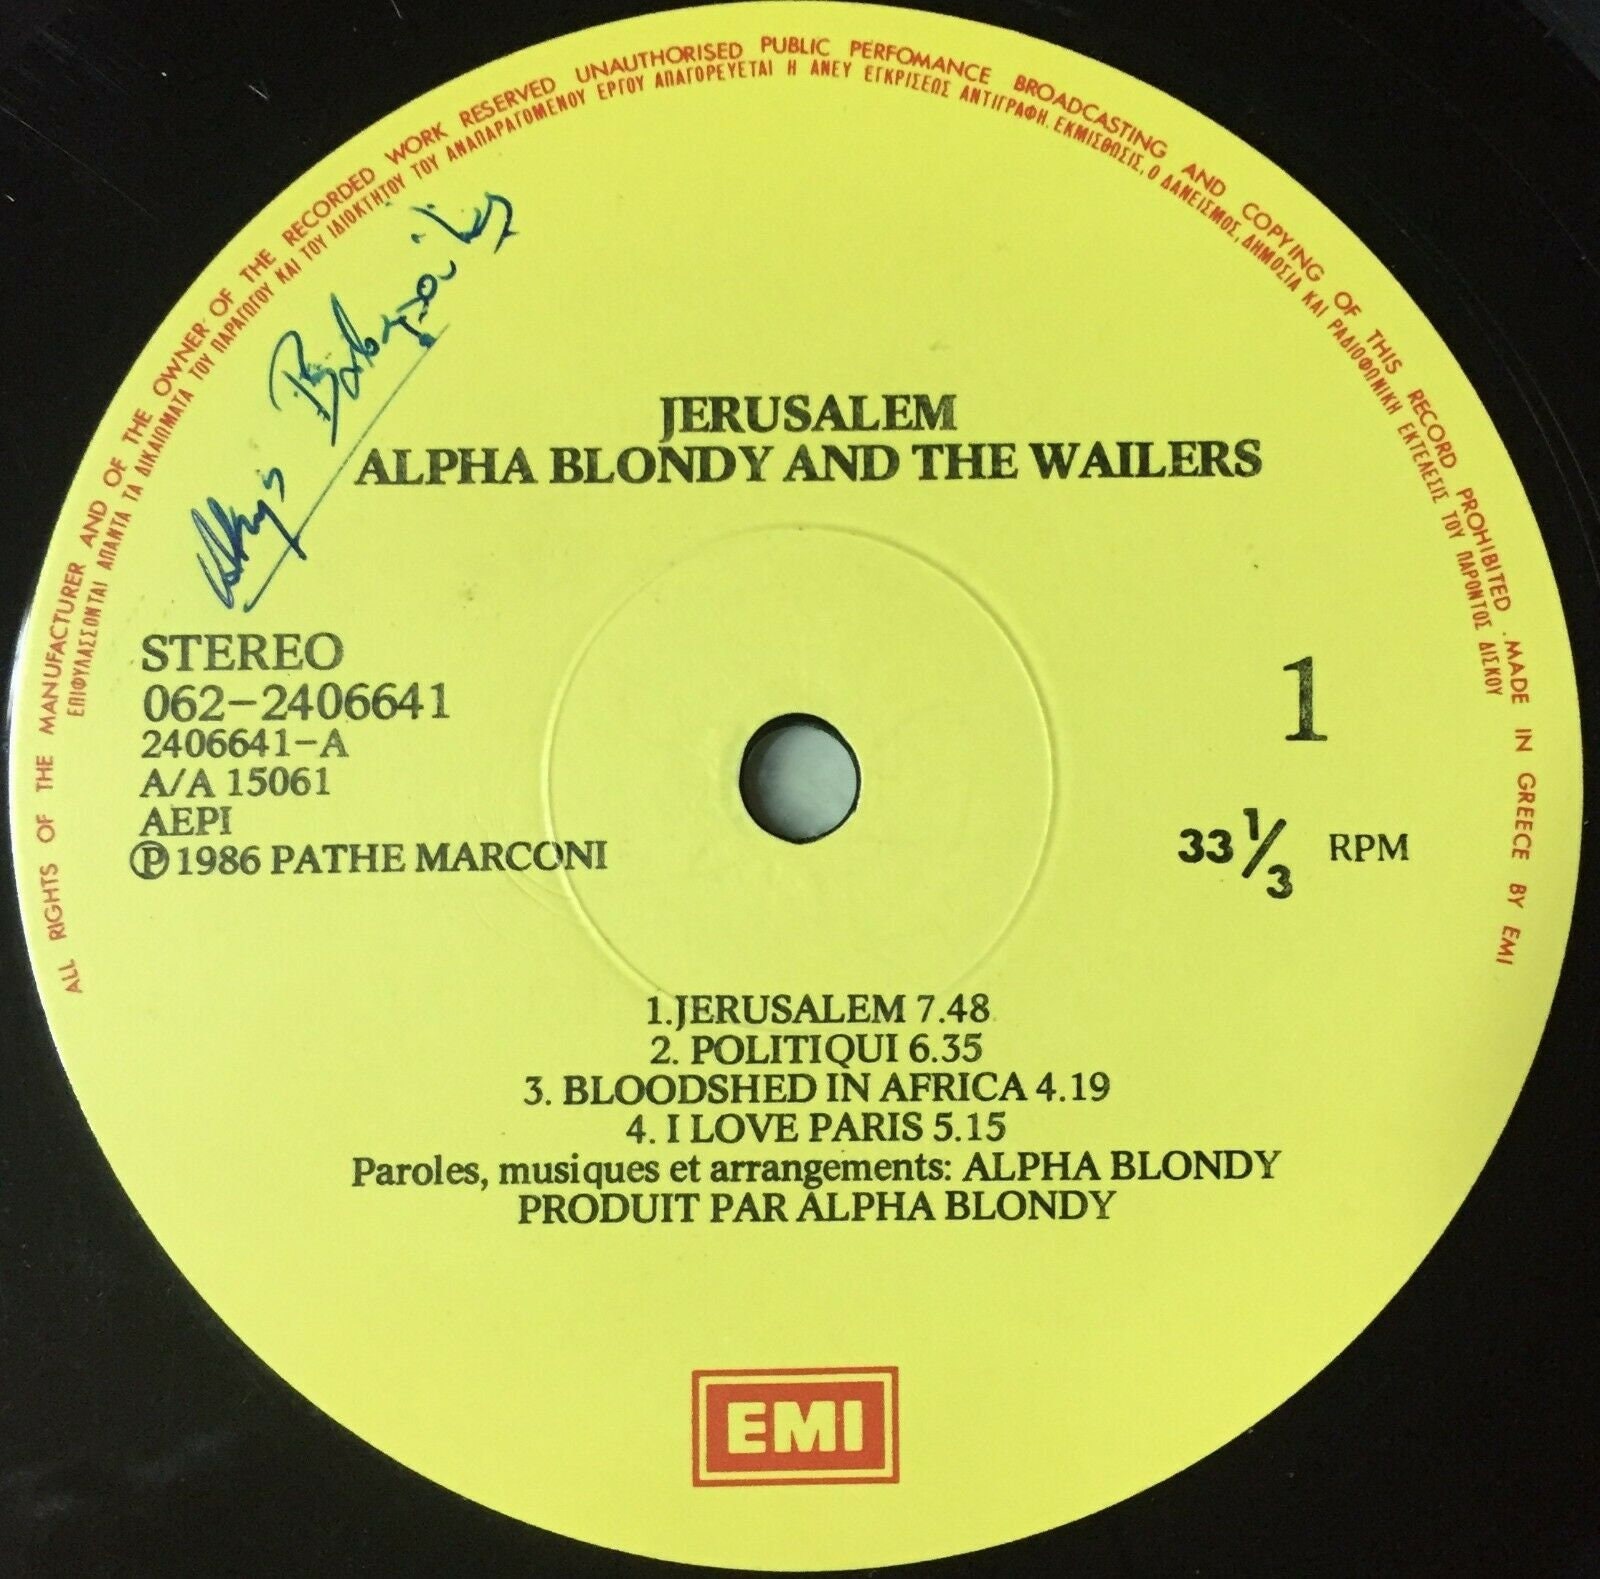 ALL RIGHTS OF THE MANUFACTURER AND OF THE OWNER OF THE RECORDED WORK RESERVED UNAUTHORISED PUBLIC PERFOMANCE BROADCASTING AND COPYING OF THIS RECORD PROHIBITED . MADE IN GREECE BY EMI
ΕΠΙΦΥΛΑΣΣΟΝΤΑΙ ΑΠΑΝΤΑ ΤΑ ΔΙΚΑΙΩΜΑΤΑ ΤΟΥ ΠΑΡΑΓΩΓΟΥ ΚΑΙ ΤΟΥ ΙΔΙΟΚΤΗΤΟΥ ΤΟΥ ΑΝΑΠΑΡΑΓΟΜΕΝΟΥ ΕΡΓΟΥ ΑΠΑΓΟΡΕΥΕΤΑΙ Η ΑΝΕΥ ΕΓΚΡΙΣΕΩΣ ΑΝΤΙΓΡΑΦΗ, ΕΚΜΙΣΘΩΣΙΣ, Ο ΔΑΝΕΙΣΜΟΣ, ΔΗΜΟΣΙΑ ΚΑΙ ΡΑΔΙΟΦΩΝΙΚΗ ΕΚΤΕΛΕΣΙΣ ΤΟΥ ΠΑΡΟΝΤΟΣ ΔΙΣΚΟΥ
JERUSALEM
ALPHA BLONDY AND THE WAILERS
STEREO
062-2406641
2406641-A
A/A 15061
AEPI
Ⓟ 1986 PATHE MARCONI
1
33 1/3 RPM
1.JERUSALEM 7.48
2. POLITIQUI 6.35
3. BLOODSHED IN AFRICA 4.19
4. I LOVE PARIS 5.15
Paroles, musiques et arrangements: ALPHA BLONDY
PRODUIT PAR ALPHA BLONDY
EMI